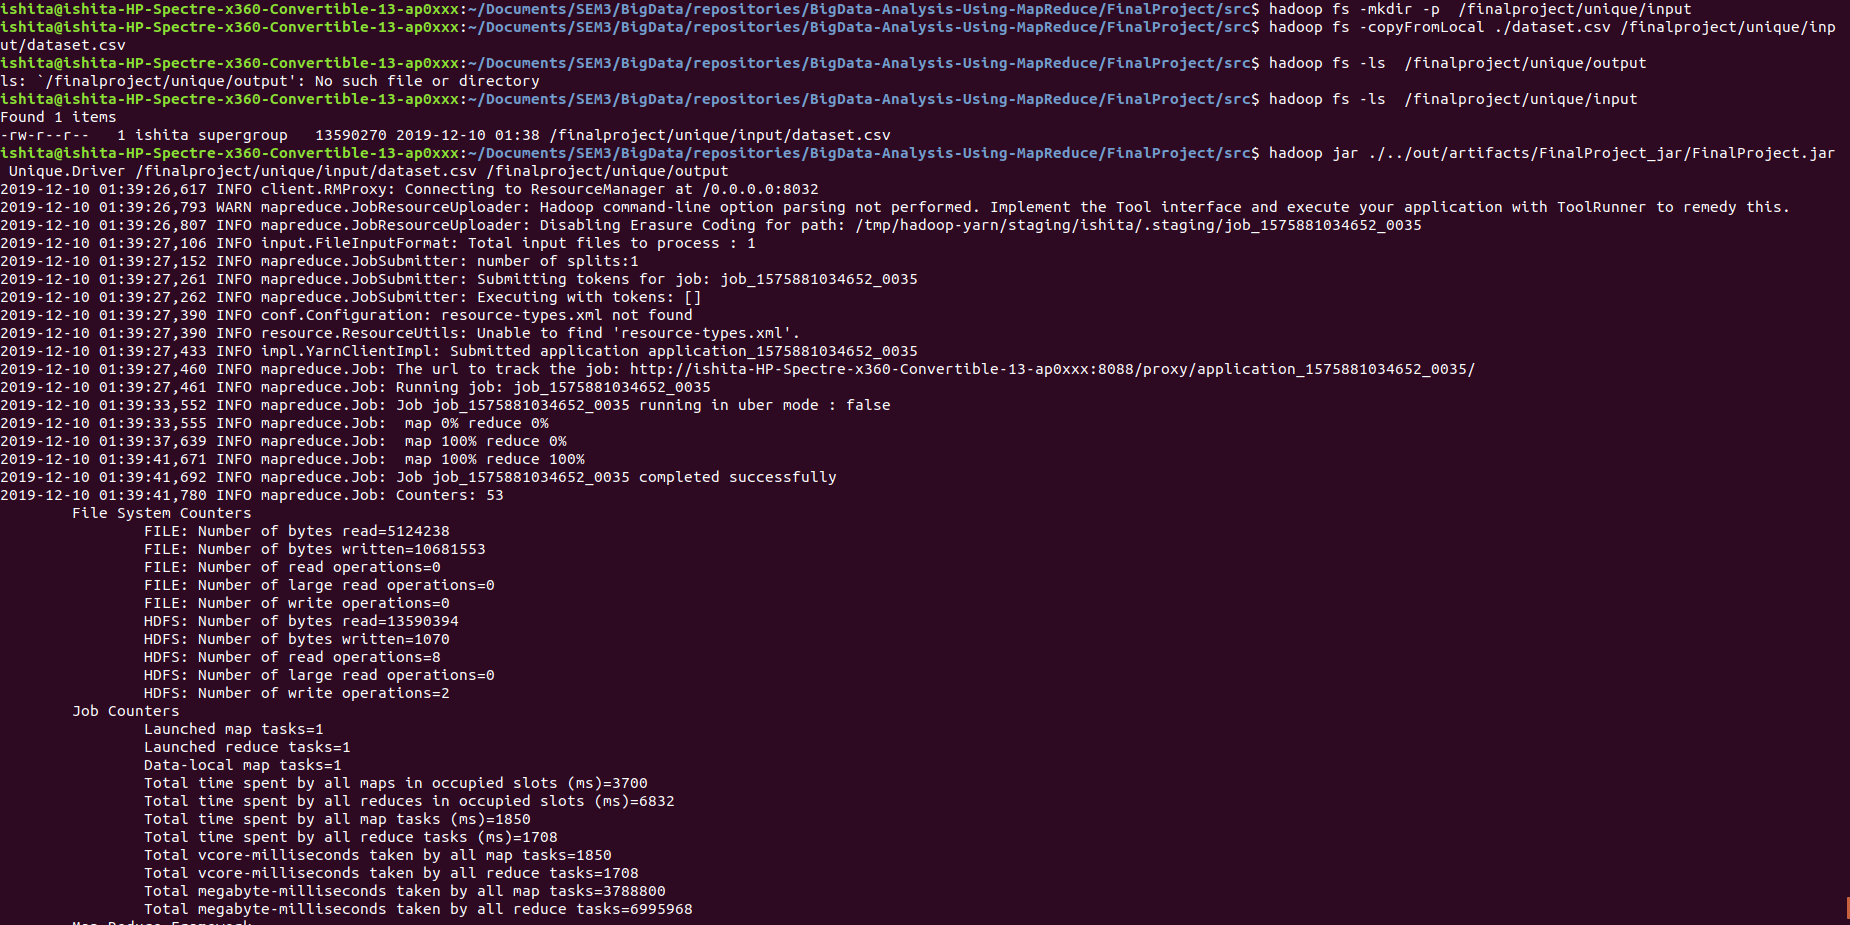 ishita@ishita-HP-Spectre-x360-Convertible-13-ap0xxx:~/Documents/SEM3/BigData/repositories/BigData-Analysis-Using-MapReduce/FinalProject/src$ hadoop fs -mkdir -p  /finalproject/unique/input
ishita@ishita-HP-Spectre-x360-Convertible-13-ap0xxx:~/Documents/SEM3/BigData/repositories/BigData-Analysis-Using-MapReduce/FinalProject/src$ hadoop fs -copyFromLocal ./dataset.csv /finalproject/unique/inp
ut/dataset.csv
ishita@ishita-HP-Spectre-x360-Convertible-13-ap0xxx:~/Documents/SEM3/BigData/repositories/BigData-Analysis-Using-MapReduce/FinalProject/src$ hadoop fs -ls  /finalproject/unique/output
ls: `/finalproject/unique/output': No such file or directory
ishita@ishita-HP-Spectre-x360-Convertible-13-ap0xxx:~/Documents/SEM3/BigData/repositories/BigData-Analysis-Using-MapReduce/FinalProject/src$ hadoop fs -ls  /finalproject/unique/input
Found 1 items
-rw-r--r--   1 ishita supergroup   13590270 2019-12-10 01:38 /finalproject/unique/input/dataset.csv
ishita@ishita-HP-Spectre-x360-Convertible-13-ap0xxx:~/Documents/SEM3/BigData/repositories/BigData-Analysis-Using-MapReduce/FinalProject/src$ hadoop jar ./../out/artifacts/FinalProject_jar/FinalProject.jar
 Unique.Driver /finalproject/unique/input/dataset.csv /finalproject/unique/output
2019-12-10 01:39:26,617 INFO client.RMProxy: Connecting to ResourceManager at /0.0.0.0:8032
2019-12-10 01:39:26,793 WARN mapreduce.JobResourceUploader: Hadoop command-line option parsing not performed. Implement the Tool interface and execute your application with ToolRunner to remedy this.
2019-12-10 01:39:26,807 INFO mapreduce.JobResourceUploader: Disabling Erasure Coding for path: /tmp/hadoop-yarn/staging/ishita/.staging/job_1575881034652_0035
2019-12-10 01:39:27,106 INFO input.FileInputFormat: Total input files to process : 1
2019-12-10 01:39:27,152 INFO mapreduce.JobSubmitter: number of splits:1
2019-12-10 01:39:27,261 INFO mapreduce.JobSubmitter: Submitting tokens for job: job_1575881034652_0035
2019-12-10 01:39:27,262 INFO mapreduce.JobSubmitter: Executing with tokens: []
2019-12-10 01:39:27,390 INFO conf.Configuration: resource-types.xml not found
2019-12-10 01:39:27,390 INFO resource.ResourceUtils: Unable to find 'resource-types.xml'.
2019-12-10 01:39:27,433 INFO impl.YarnClientImpl: Submitted application application_1575881034652_0035
2019-12-10 01:39:27,460 INFO mapreduce.Job: The url to track the job: http://ishita-HP-Spectre-x360-Convertible-13-ap0xxx:8088/proxy/application_1575881034652_0035/
2019-12-10 01:39:27,461 INFO mapreduce.Job: Running job: job_1575881034652_0035
2019-12-10 01:39:33,552 INFO mapreduce.Job: Job job_1575881034652_0035 running in uber mode : false
2019-12-10 01:39:33,555 INFO mapreduce.Job:  map 0% reduce 0%
2019-12-10 01:39:37,639 INFO mapreduce.Job:  map 100% reduce 0%
2019-12-10 01:39:41,671 INFO mapreduce.Job:  map 100% reduce 100%
2019-12-10 01:39:41,692 INFO mapreduce.Job: Job job_1575881034652_0035 completed successfully
2019-12-10 01:39:41,780 INFO mapreduce.Job: Counters: 53
        File System Counters
                FILE: Number of bytes read=5124238
                FILE: Number of bytes written=10681553
                FILE: Number of read operations=0
                FILE: Number of large read operations=0
                FILE: Number of write operations=0
                HDFS: Number of bytes read=13590394
                HDFS: Number of bytes written=1070
                HDFS: Number of read operations=8
                HDFS: Number of large read operations=0
                HDFS: Number of write operations=2
        Job Counters
                Launched map tasks=1
                Launched reduce tasks=1
                Data-local map tasks=1
                Total time spent by all maps in occupied slots (ms)=3700
                Total time spent by all reduces in occupied slots (ms)=6832
                Total time spent by all map tasks (ms)=1850
                Total time spent by all reduce tasks (ms)=1708
                Total vcore-milliseconds taken by all map tasks=1850
                Total vcore-milliseconds taken by all reduce tasks=1708
                Total megabyte-milliseconds taken by all map tasks=3788800
                Total megabyte-milliseconds taken by all reduce tasks=6995968
        Map-Reduce Framework